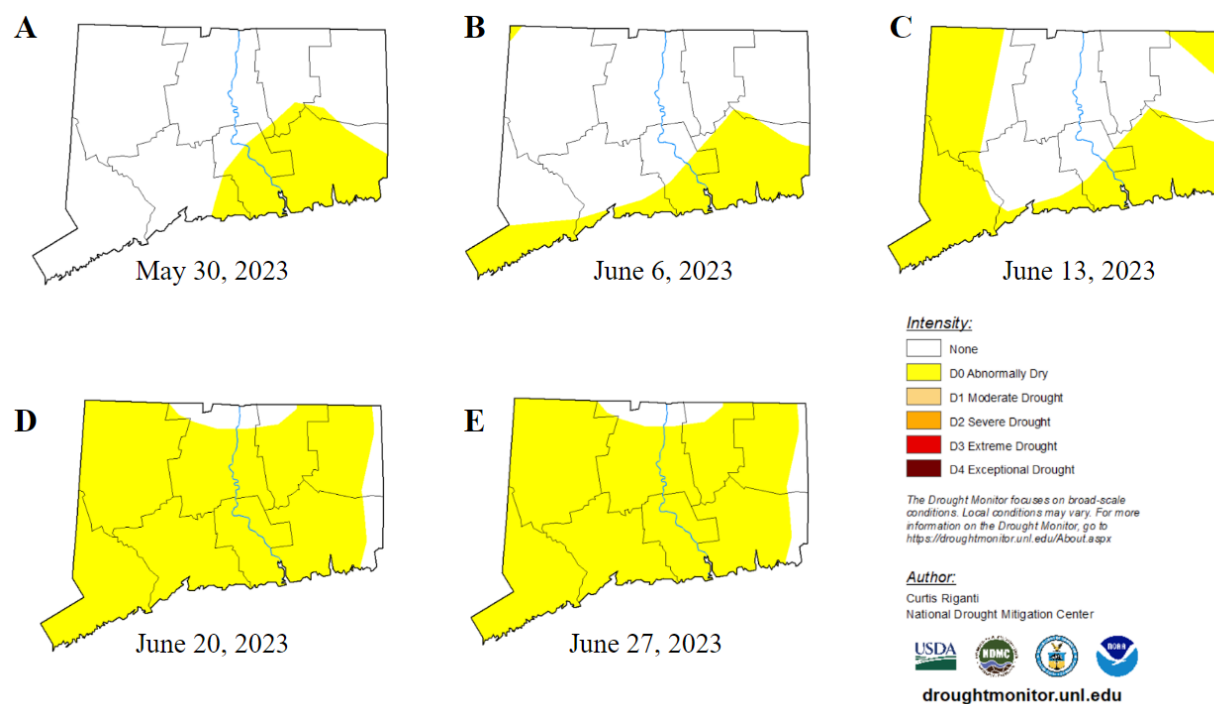 A
B
C
May 30, 2023
June 6, 2023
June 13, 2023
D
E
June 20, 2023
June 27, 2023
Intensity:
None
D0 Abnormally Dry
D1 Moderate Drought
D2 Severe Drought
D3 Extreme Drought
D4 Exceptional Drought
The Drought Monitor focuses on broad-scale
conditions. Local conditions may vary. For more
information on the Drought Monitor, go to
https://droughtmonitor.unl.edu/About.aspx
Author:
Curtis Riganti
National Drought Mitigation Center
USDA
NDMC
NOAA
droughtmonitor.unl.edu